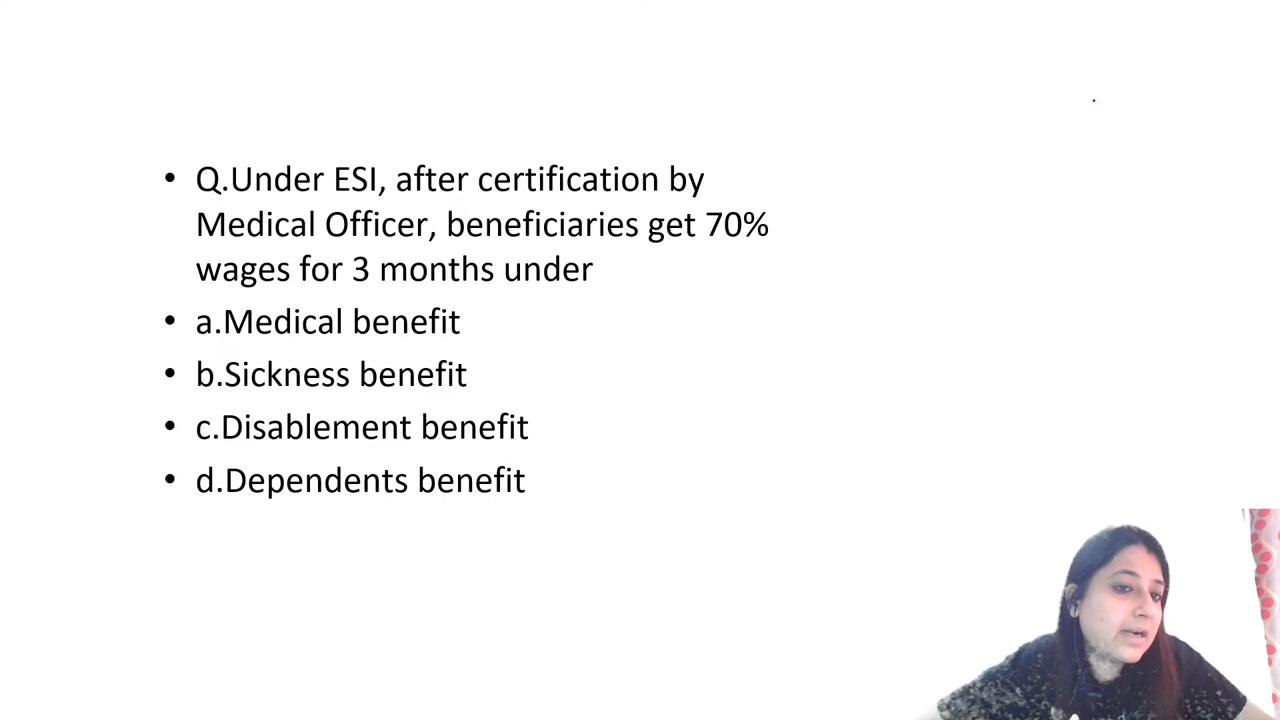 • Q.Under ESI, after certification by
Medical Officer, beneficiaries get 70%
wages for 3 months under
• a.Medical benefit
• b.Sickness benefit
• c.Disablement benefit
• d.Dependents benefit